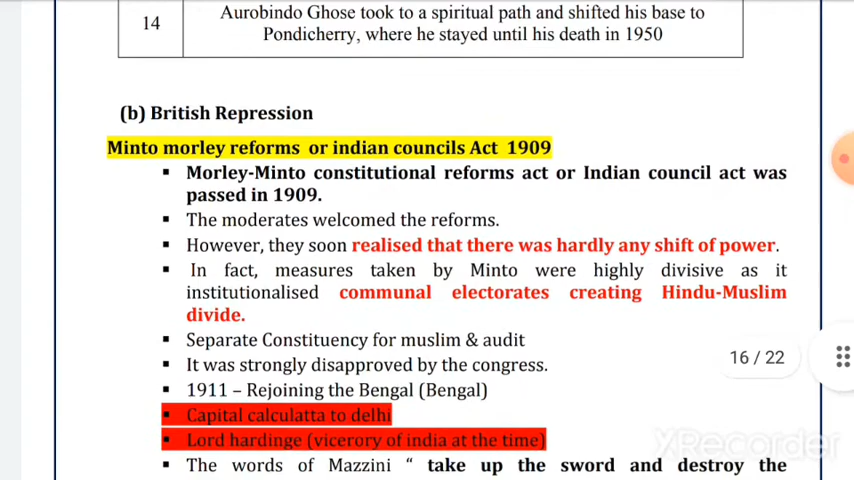 14
Aurobindo Ghose took to a spiritual path and shifted his base to
Pondicherry, where he stayed until his death in 1950
(b) British Repression
Minto morley reforms or indian councils Act 1909
▪ Morley-Minto constitutional reforms act or Indian council act was
passed in 1909.
▪ The moderates welcomed the reforms.
▪ However, they soon realised that there was hardly any shift of power.
▪ In fact, measures taken by Minto were highly divisive as it
institutionalised communal electorates creating Hindu-Muslim
divide.
▪ Separate Constituency for muslim & audit
▪ It was strongly disapproved by the congress.
▪ 1911 – Rejoining the Bengal (Bengal)
▪ Capital calculatta to delhi
▪ Lord hardinge (vicerory of india at the time)
▪ The words of Mazzini “ take up the sword and destroy the
16 / 22
XRecorder